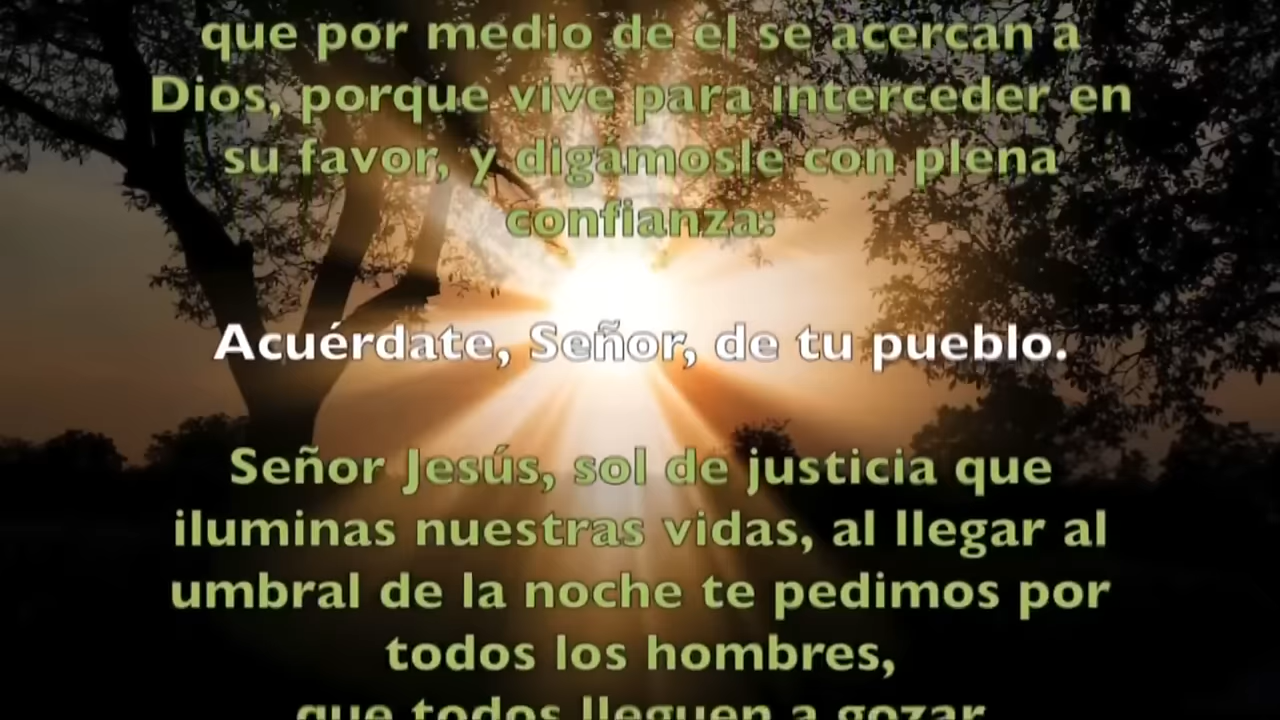 que por medio de él se acercan a
Dios, porque vive para interceder en
su favor, y digámosle con plena
confianza:
Acuérdate, Señor, de tu pueblo.
Señor Jesús, sol de justicia que
iluminas nuestras vidas, al llegar al
umbral de la noche te pedimos por
todos los hombres,
que todos lleguen a gozar